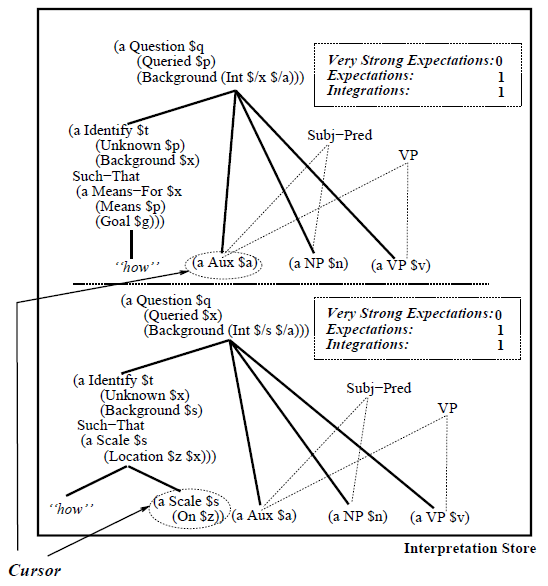 (a Question $q
(Queried $p)
(Background (Int $/x $/a)))
Very Strong Expectations: 0
Expectations: 1
Integrations: 1
(a Identify $t
(Unknown $p)
(Background $x)
Such−That
(a Means−For $x
(Means $p)
(Goal $g)))
Subj−Pred
VP
‘‘how’’
(a Aux $a)
(a NP $n)
(a VP $v)
(a Question $q
(Queried $x)
(Background (Int $/s $/a)))
Very Strong Expectations: 0
Expectations: 1
Integrations: 1
(a Identify $t
(Unknown $x)
(Background $s)
Such−That
(a Scale $s
(Location $z $x)))
Subj−Pred
VP
‘‘how’’
(a Scale $s
(On $z))
(a Aux $a)
(a NP $n)
(a VP $v)
Interpretation Store
Cursor